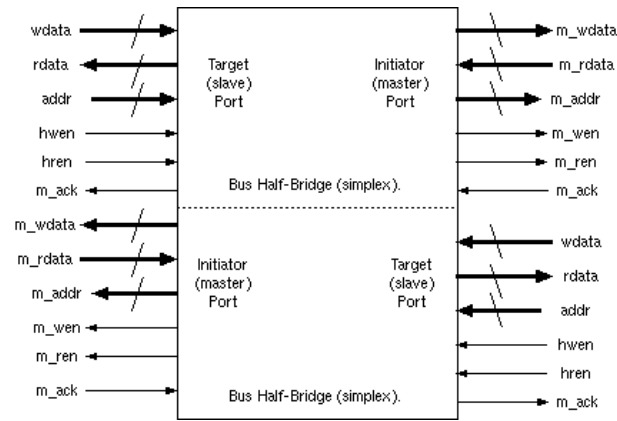 wdata
rdata
addr
hwen
hren
m_ack
Target
(slave)
Port
Initiator
(master)
Port
m_wdata
m_rdata
m_addr
m_wen
m_ren
m_ack
Bus Half-Bridge (simplex).
m_wdata
m_rdata
m_addr
m_wen
m_ren
m_ack
Initiator
(master)
Port
Target
(slave)
Port
wdata
rdata
addr
hwen
hren
m_ack
Bus Half-Bridge (simplex).